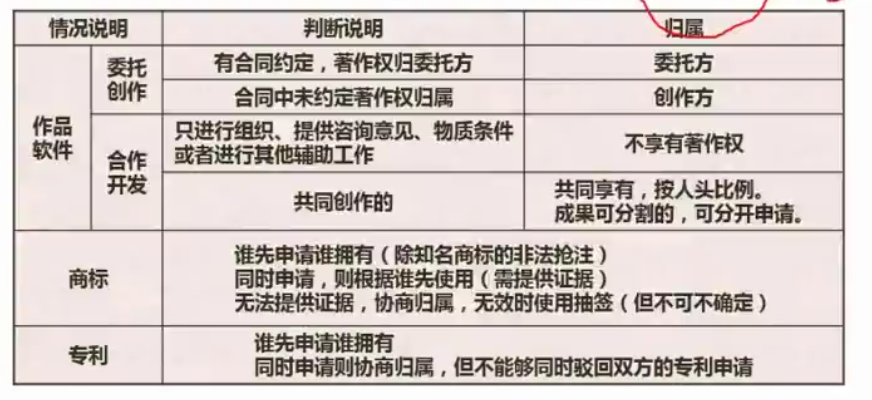 情况说明 判断说明 归属
作品
软件
委托
创作
有合同约定，著作权归委托方 委托方
合同中未约定著作权归属 创作方
合作
开发
只进行组织、提供咨询意见、物质条件
或者进行其他辅助工作
不享有著作权
共同创作的
共同享有，按人头比例。
成果可分割的，可分开申请。
商标
谁先申请谁拥有（除知名商标的非法抢注）
同时申请，则根据谁先使用（需提供证据）
无法提供证据，协商归属，无效时使用抽签（但不可不确定）
专利
谁先申请谁拥有
同时申请则协商归属，但不能够同时驳回双方的专利申请